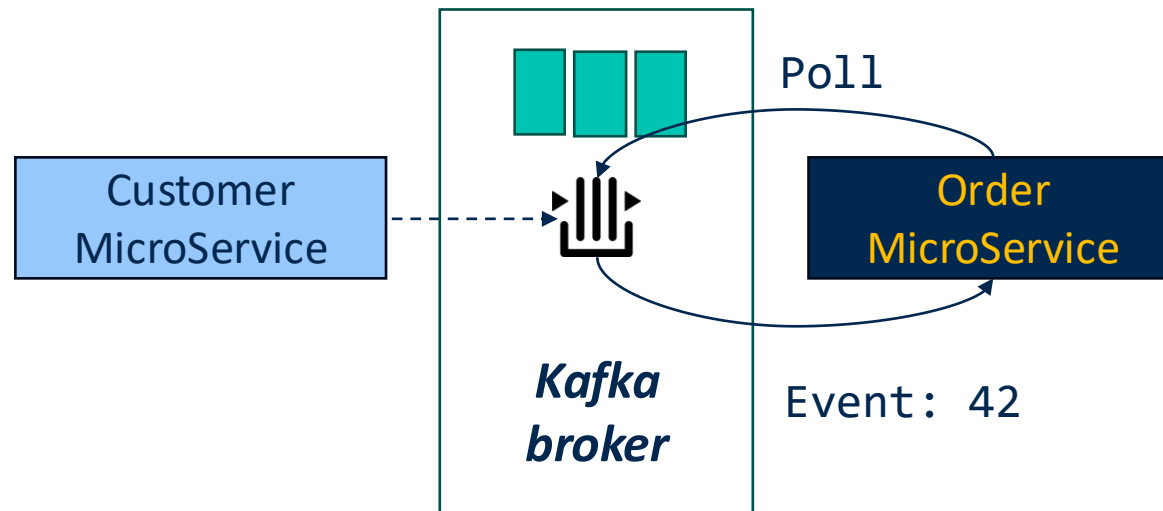 Poll
Customer
MicroService
Order
MicroService
Kafka
broker
Event: 42